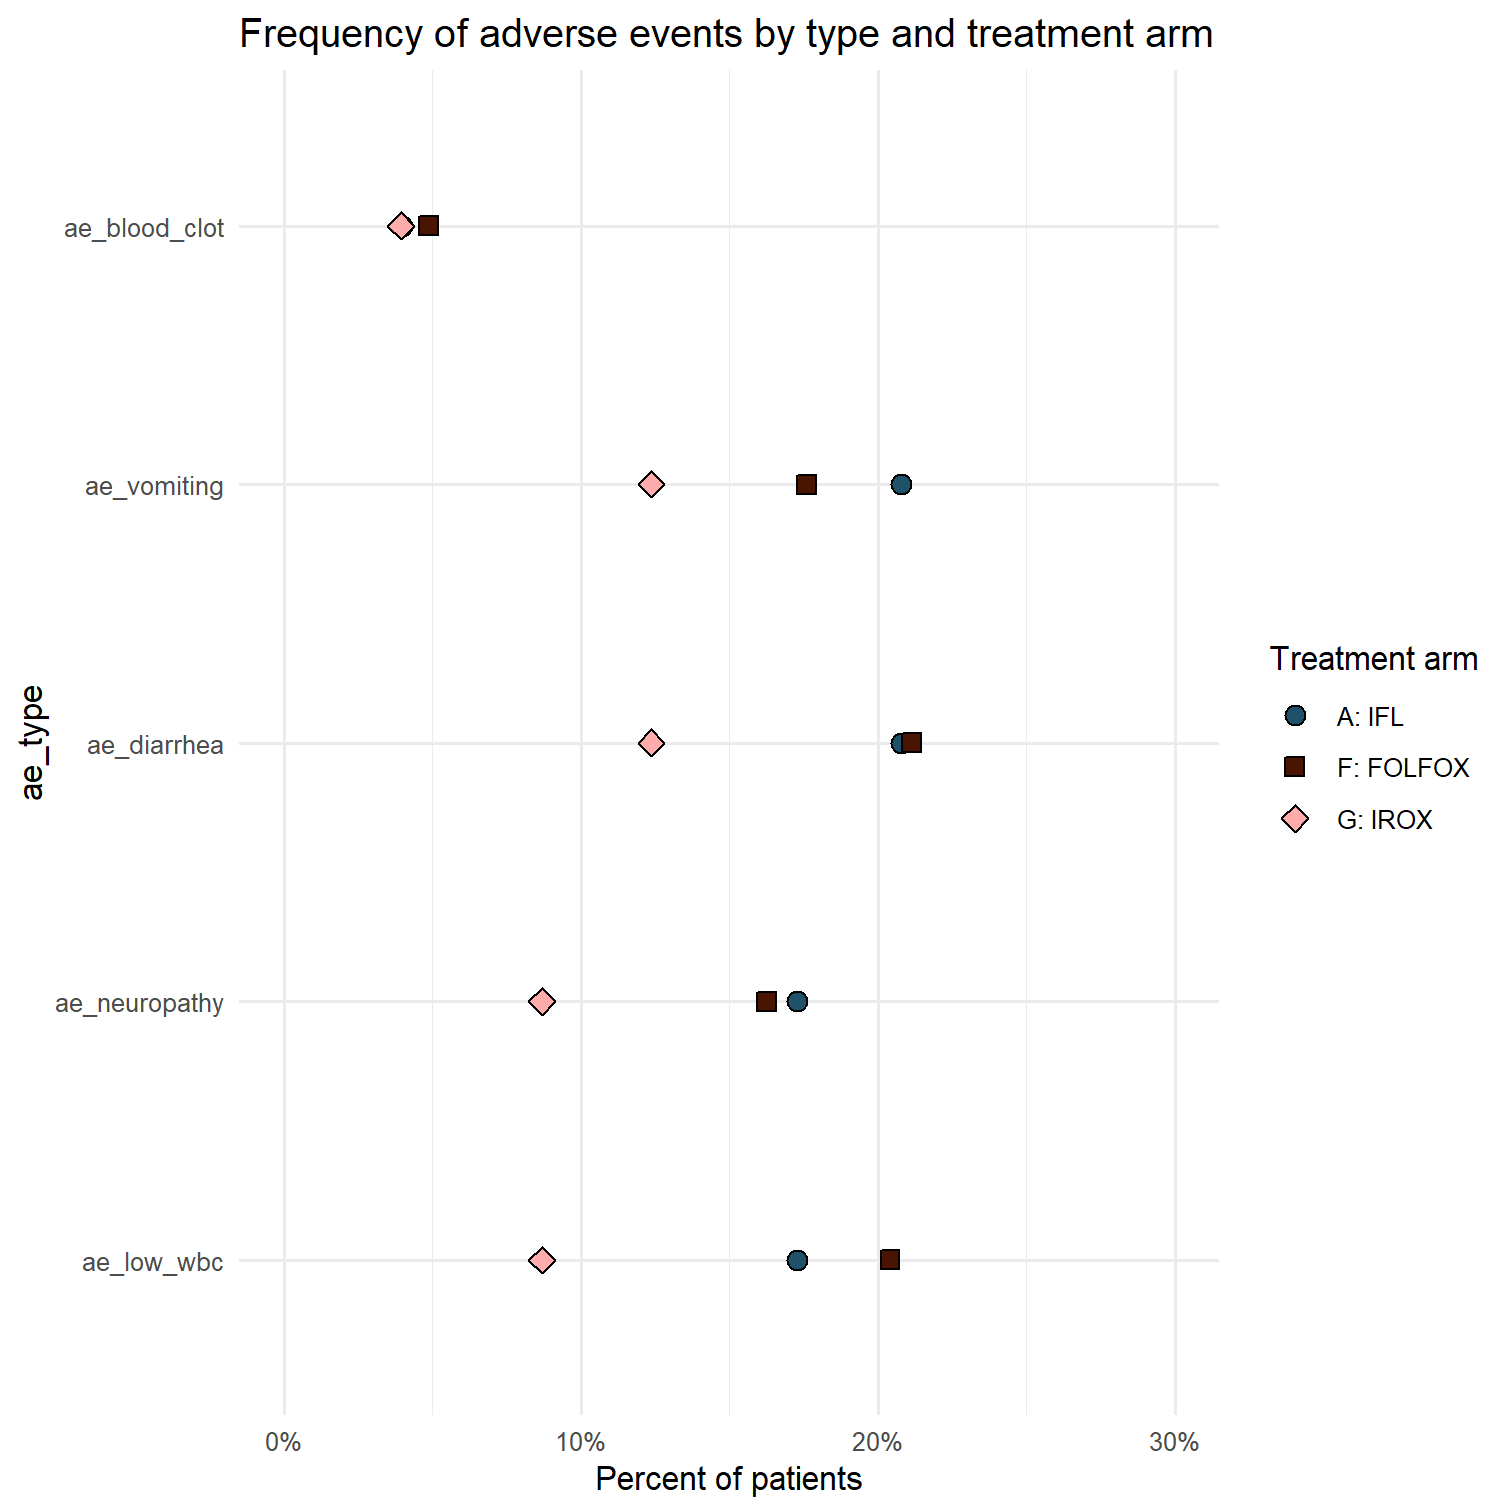 Frequency of adverse events by type and treatment arm
ae_blood_clot
ae_vomiting
ae_diarrhea
ae_neuropathy
ae_low_wbc
ae_type
0% 10% 20% 30%
Percent of patients
Treatment arm
A: IFL
F: FOLFOX
G: IROX